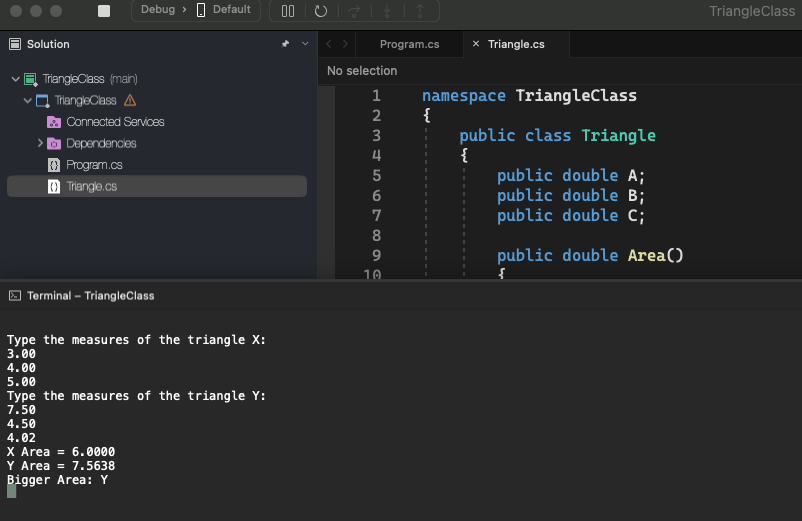 Debug › Default
TriangleClass
Solution
Program.cs
Triangle.cs
No selection
TriangleClass (main)
TriangleClass
Connected Services
Dependencies
Program.cs
Triangle.cs
1 namespace TriangleClass
2 {
3 public class Triangle
4 {
5 public double A;
6 public double B;
7 public double C;
8
9 public double Area()
10 {
Terminal – TriangleClass
Type the measures of the triangle X:
3.00
4.00
5.00
Type the measures of the triangle Y:
7.50
4.50
4.02
X Area = 6.0000
Y Area = 7.5638
Bigger Area: Y